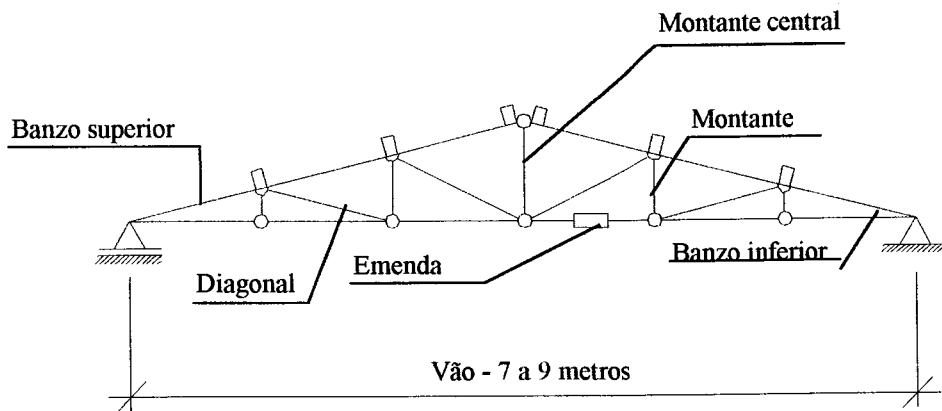 Montante central
Banzo superior
Montante
Diagonal
Emenda
Banzo inferior
Vão - 7 a 9 metros